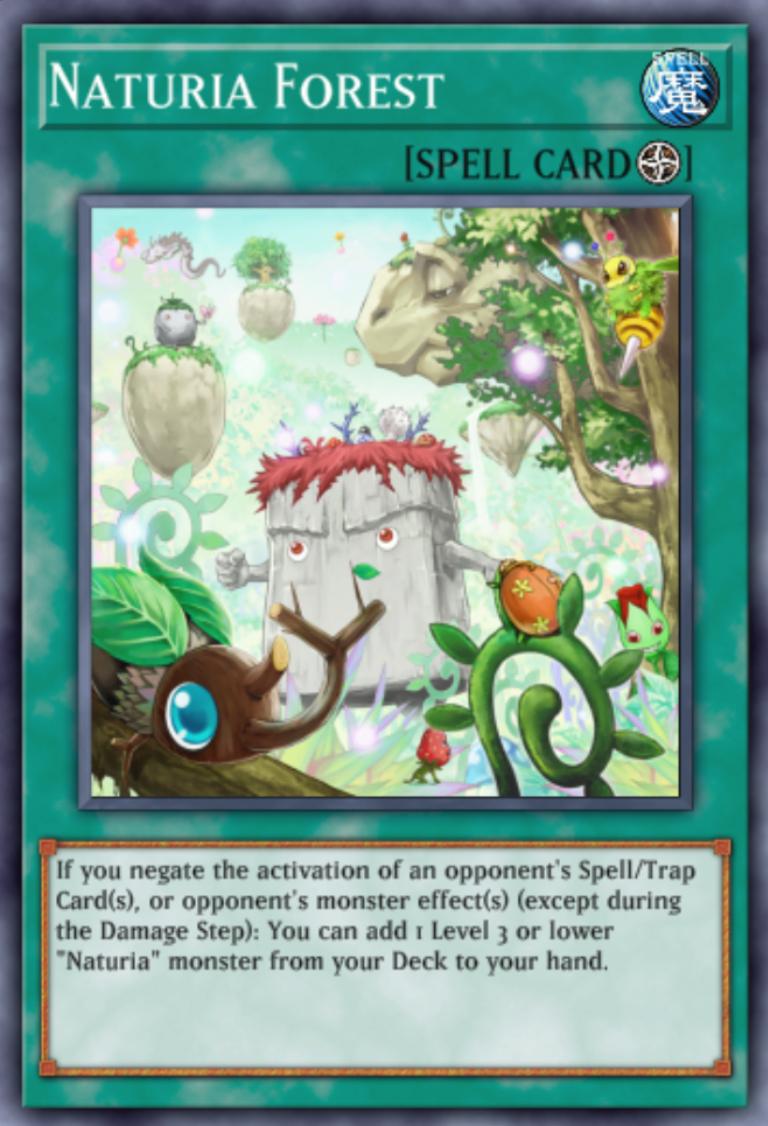 Naturia Forest
SPELL
魔
[SPELL CARD]
If you negate the activation of an opponent's Spell/Trap
Card(s), or opponent's monster effect(s) (except during
the Damage Step): You can add 1 Level 3 or lower
"Naturia" monster from your Deck to your hand.